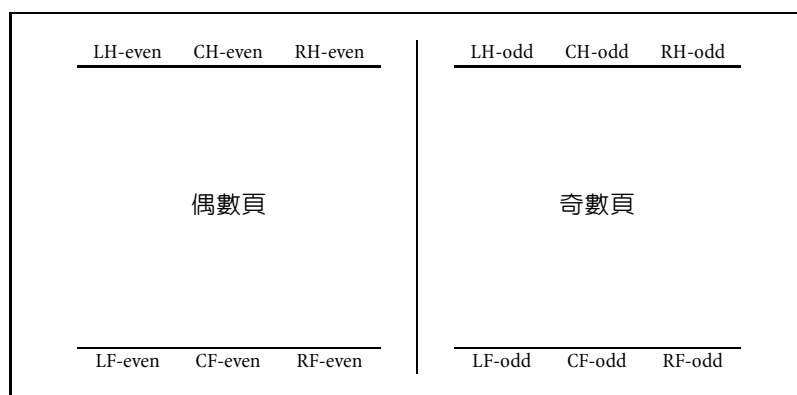 LH-even CH-even RH-even LH-odd CH-odd RH-odd
偶數頁 奇數頁
LF-even CF-even RF-even LF-odd CF-odd RF-odd